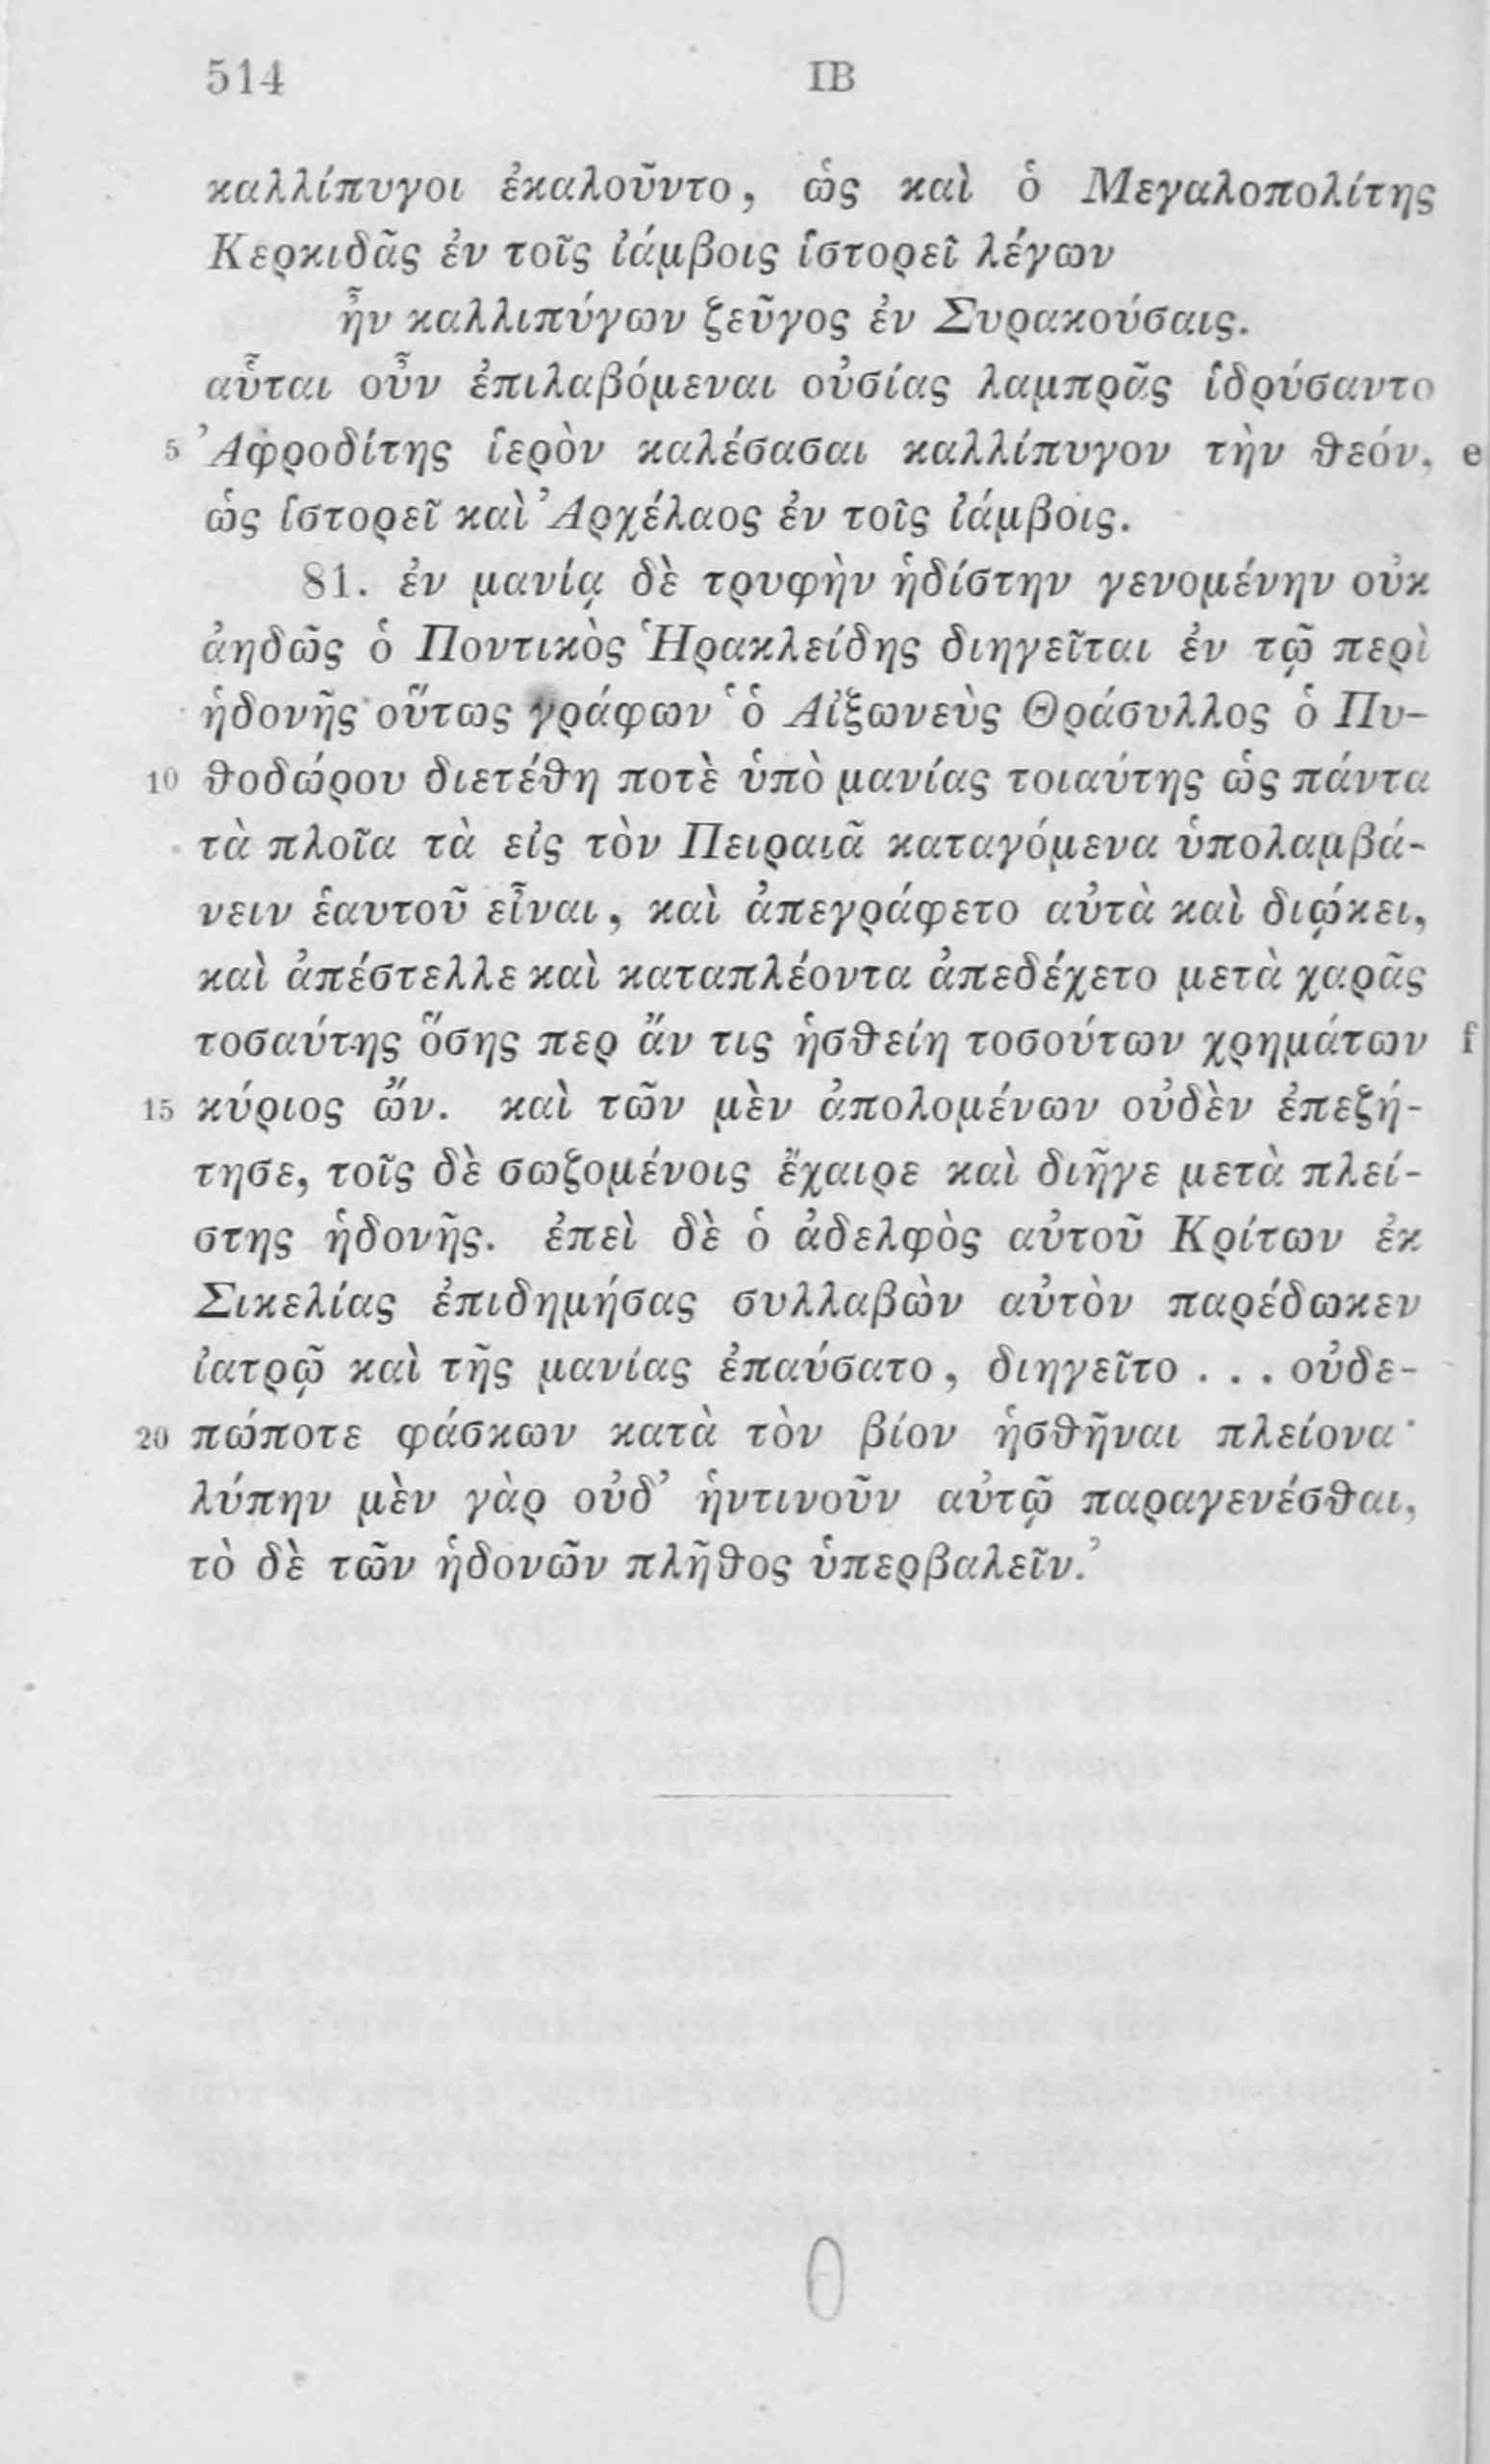 514 ΙΒ
καλλίπυγοι ἐκαλοῦντο, ὡς καὶ ὁ Μεγαλοπολίτης
Κερκιδᾶς ἐν τοῖς ἰάμβοις ἱστορεῖ λέγων
ἦν καλλιπύγων ζεῦγος ἐν Συρακούσαις.
αὗται οὖν ἐπιλαβόμεναι οὐσίας λαμπρᾶς ἱδρύσαντο
5 Ἀφροδίτης ἱερὸν καλέσασαι καλλίπυγον τὴν θεόν, e
ὡς ἱστορεῖ καὶ Ἀρχέλαος ἐν τοῖς ἰάμβοις.
81. ἐν μανίᾳ δὲ τρυφὴν ἡδίστην γενομένην οὐκ
ἀηδῶς ὁ Ποντικὸς Ἡρακλείδης διηγεῖται ἐν τῷ περὶ
ἡδονῆς οὕτως γράφων ‘ὁ Αἰξωνεὺς Θράσυλλος ὁ Πυ-
10 θοδώρου διετέθη ποτὲ ὑπὸ μανίας τοιαύτης ὡς πάντα
τὰ πλοῖα τὰ εἰς τὸν Πειραιᾶ καταγόμενα ὑπολαμβά-
νειν ἑαυτοῦ εἶναι, καὶ ἀπεγράφετο αὐτὰ καὶ διῴκει,
καὶ ἀπέστελλε καὶ καταπλέοντα ἀπεδέχετο μετὰ χαρᾶς
τοσαύτης ὅσης περ ἄν τις ἡσθείη τοσούτων χρημάτων f
15 κύριος ὤν. καὶ τῶν μὲν ἀπολομένων οὐδὲν ἐπεζή-
τησε, τοῖς δὲ σωζομένοις ἔχαιρε καὶ διῆγε μετὰ πλεί-
στης ἡδονῆς. ἐπεὶ δὲ ὁ ἀδελφὸς αὐτοῦ Κρίτων ἐκ
Σικελίας ἐπιδημήσας συλλαβὼν αὐτὸν παρέδωκεν
ἰατρῷ καὶ τῆς μανίας ἐπαύσατο, διηγεῖτο . . . οὐδε-
20 πώποτε φάσκων κατὰ τὸν βίον ἡσθῆναι πλείονα·
λύπην μὲν γὰρ οὐδ’ ἡντινοῦν αὐτῷ παραγενέσθαι,
τὸ δὲ τῶν ἡδονῶν πλῆθος ὑπερβαλεῖν.’